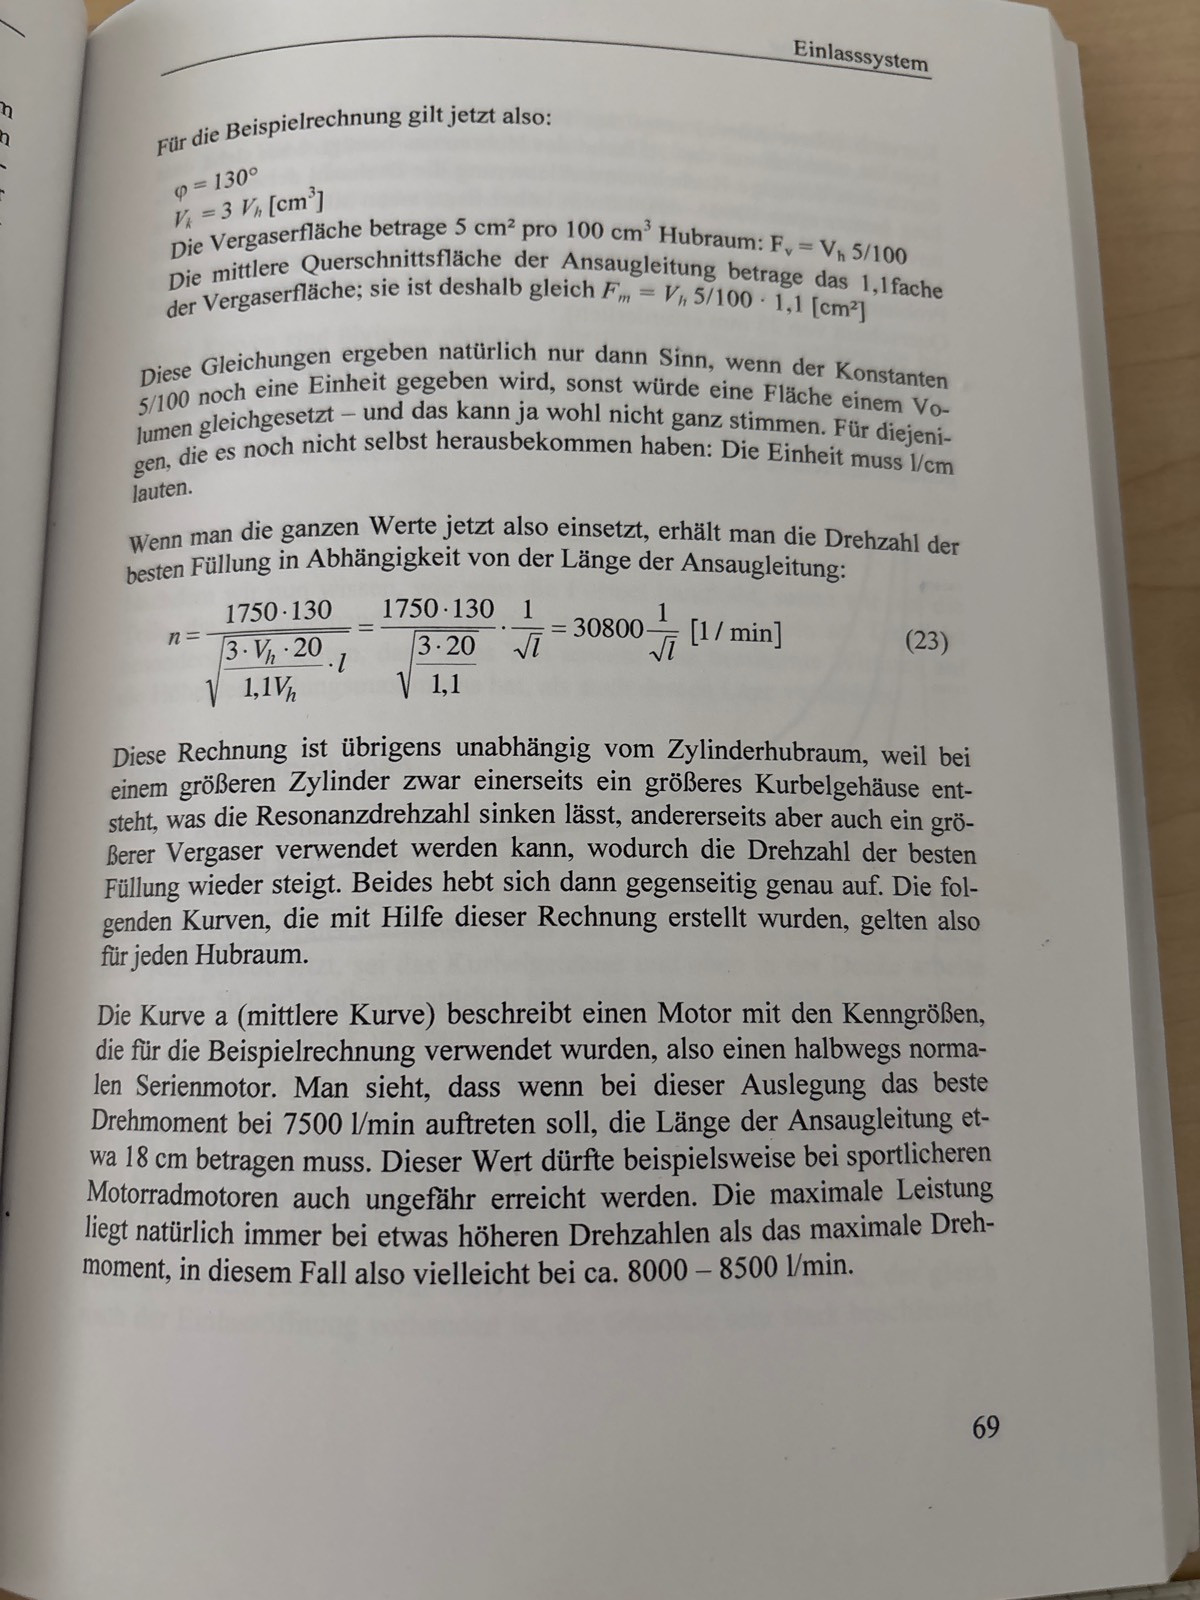 Einlasssystem
Für die Beispielrechnung gilt jetzt also:
φ = 130°
Vₖ = 3 Vₕ [cm³]
Die Vergaserfläche betrage 5 cm² pro 100 cm³ Hubraum: Fᵥ = Vₕ 5/100
Die mittlere Querschnittsfläche der Ansaugleitung betrage das 1,1fache
der Vergaserfläche; sie ist deshalb gleich Fₘ = Vₕ 5/100 · 1,1 [cm²]
Diese Gleichungen ergeben natürlich nur dann Sinn, wenn der Konstanten
5/100 noch eine Einheit gegeben wird, sonst würde eine Fläche einem Vo-
lumen gleichgesetzt – und das kann ja wohl nicht ganz stimmen. Für diejeni-
gen, die es noch nicht selbst herausbekommen haben: Die Einheit muss l/cm
lauten.
Wenn man die ganzen Werte jetzt also einsetzt, erhält man die Drehzahl der
besten Füllung in Abhängigkeit von der Länge der Ansaugleitung:
n = (1750·130)/√((3·Vₕ·20)/(1,1Vₕ)·l) = (1750·130)/√((3·20)/(1,1)) · 1/√l = 30800 1/√l [1/min] (23)
Diese Rechnung ist übrigens unabhängig vom Zylinderhubraum, weil bei
einem größeren Zylinder zwar einerseits ein größeres Kurbelgehäuse ent-
steht, was die Resonanzdrehzahl sinken lässt, andererseits aber auch ein grö-
ßerer Vergaser verwendet werden kann, wodurch die Drehzahl der besten
Füllung wieder steigt. Beides hebt sich dann gegenseitig genau auf. Die fol-
genden Kurven, die mit Hilfe dieser Rechnung erstellt wurden, gelten also
für jeden Hubraum.
Die Kurve a (mittlere Kurve) beschreibt einen Motor mit den Kenngrößen,
die für die Beispielrechnung verwendet wurden, also einen halbwegs norma-
len Serienmotor. Man sieht, dass wenn bei dieser Auslegung das beste
Drehmoment bei 7500 l/min auftreten soll, die Länge der Ansaugleitung et-
wa 18 cm betragen muss. Dieser Wert dürfte beispielsweise bei sportlicheren
Motorradmotoren auch ungefähr erreicht werden. Die maximale Leistung
liegt natürlich immer bei etwas höheren Drehzahlen als das maximale Dreh-
moment, in diesem Fall also vielleicht bei ca. 8000 – 8500 l/min.
69